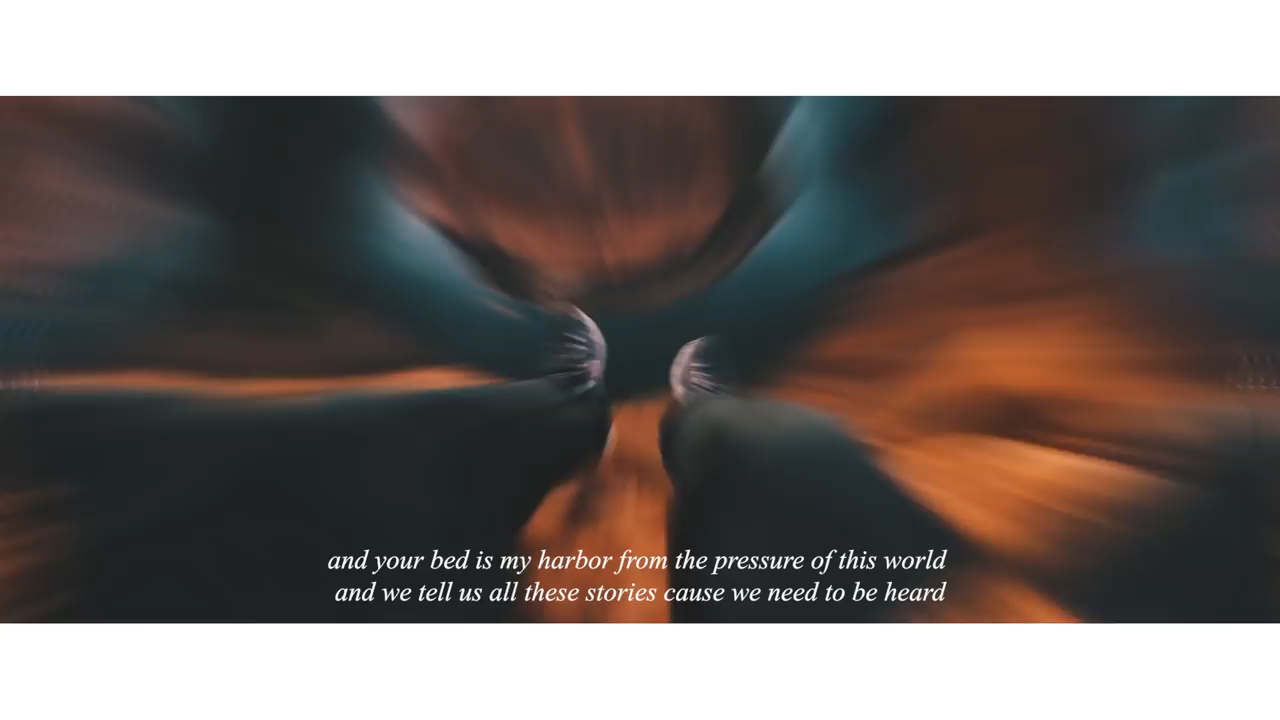 and your bed is my harbor from the pressure of this world
and we tell us all these stories cause we need to be heard